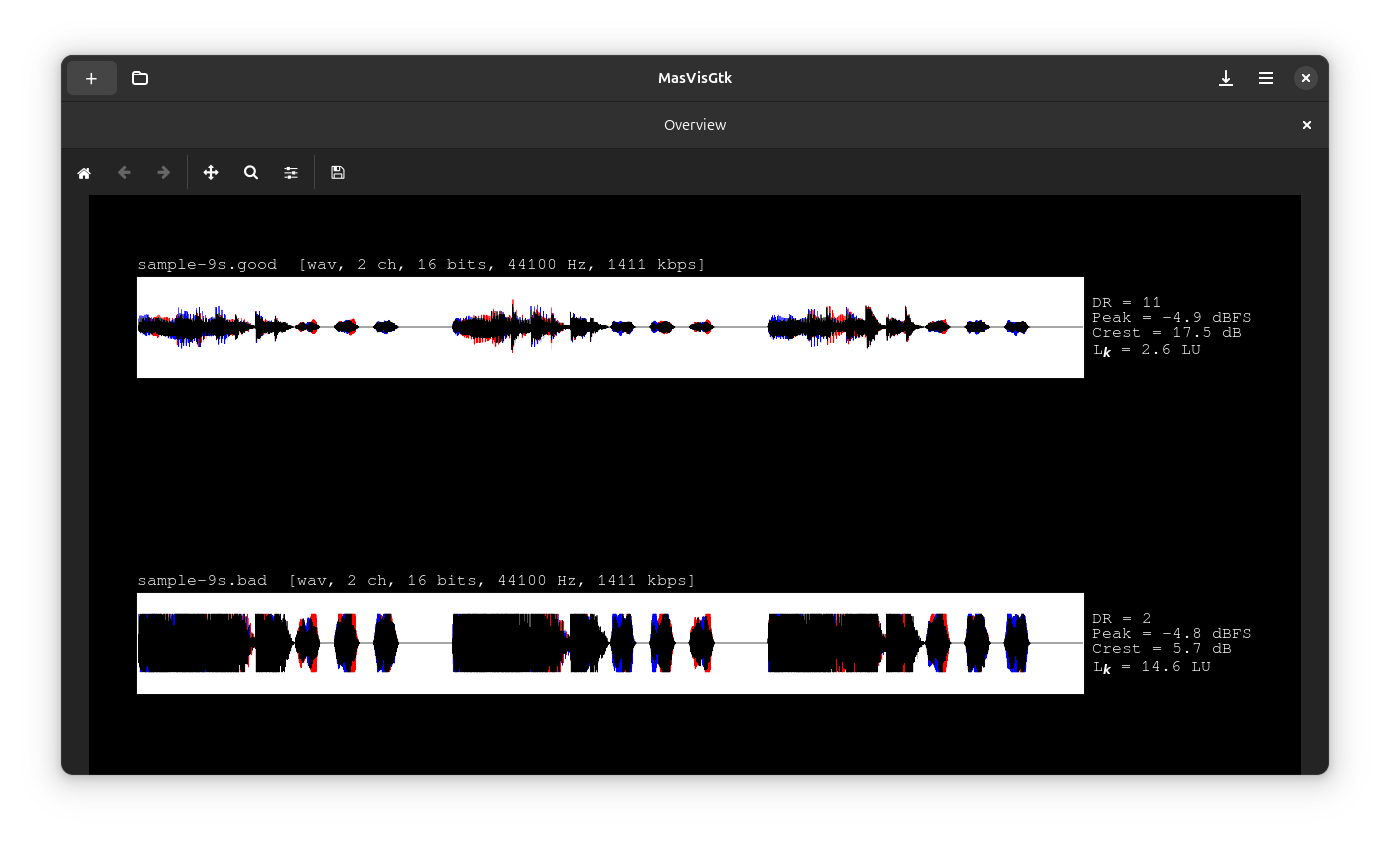 MasVisGtk
Overview
sample-9s.good  [wav, 2 ch, 16 bits, 44100 Hz, 1411 kbps]
DR = 11
Peak = -4.9 dBFS
Crest = 17.5 dB
Lk = 2.6 LU
sample-9s.bad  [wav, 2 ch, 16 bits, 44100 Hz, 1411 kbps]
DR = 2
Peak = -4.8 dBFS
Crest = 5.7 dB
Lk = 14.6 LU